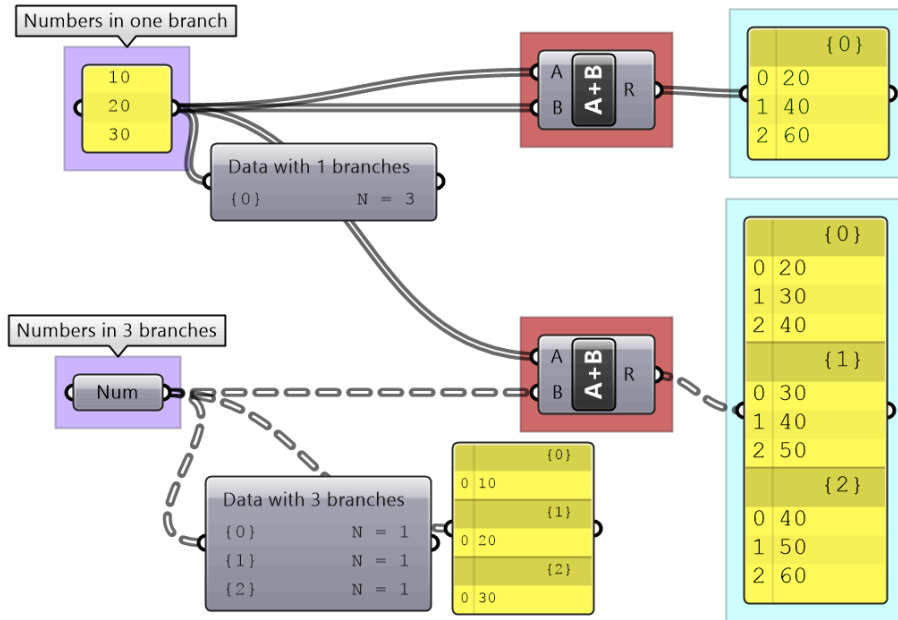 Numbers in one branch
10
20
30
A
B
A+B
R
{0}
0 20
1 40
2 60
Data with 1 branches
{0} N = 3
{0}
0 20
1 30
2 40
{1}
0 30
1 40
2 50
{2}
0 40
1 50
2 60
Numbers in 3 branches
Num
A
B
A+B
R
Data with 3 branches
{0} N = 1
{1} N = 1
{2} N = 1
{0}
0 10
{1}
0 20
{2}
0 30